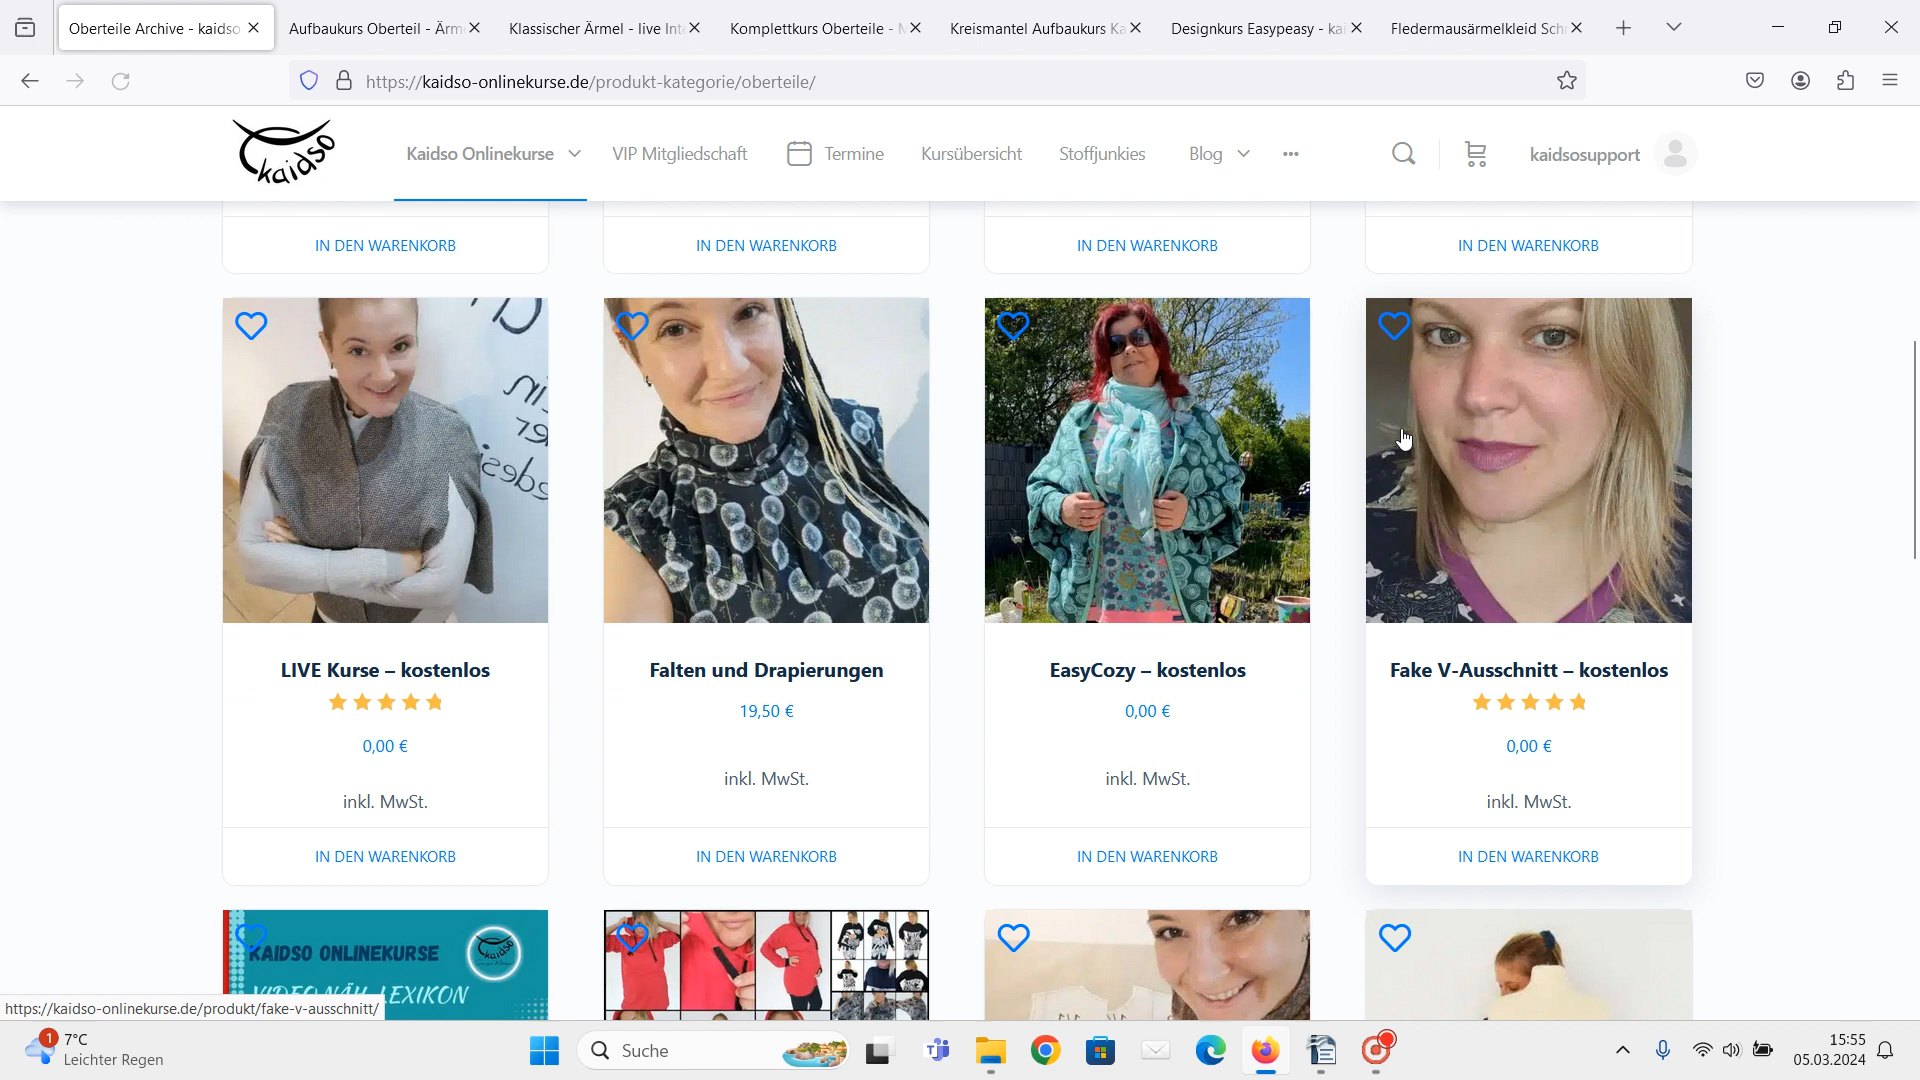 Oberteile Archive - kaidso
Aufbaukurs Oberteil - Ärm
Klassischer Ärmel - live Int
Komplettkurs Oberteile - M
Kreismantel Aufbaukurs Ka
Designkurs Easypeasy - kai
Fledermausärmelkleid Sch
https://kaidso-onlinekurse.de/produkt-kategorie/oberteile/
kaidso
Kaidso Onlinekurse
VIP Mitgliedschaft
Termine
Kursübersicht
Stoffjunkies
Blog
kaidsosupport
IN DEN WARENKORB
IN DEN WARENKORB
IN DEN WARENKORB
IN DEN WARENKORB
LIVE Kurse – kostenlos
0,00 €
inkl. MwSt.
IN DEN WARENKORB
Falten und Drapierungen
19,50 €
inkl. MwSt.
IN DEN WARENKORB
EasyCozy – kostenlos
0,00 €
inkl. MwSt.
IN DEN WARENKORB
Fake V-Ausschnitt – kostenlos
0,00 €
inkl. MwSt.
IN DEN WARENKORB
KAIDSO ONLINEKURSE
VIDEO NÄH LEXIKON
https://kaidso-onlinekurse.de/produkt/fake-v-ausschnitt/
1
7°C
Leichter Regen
Suche
15:55
05.03.2024